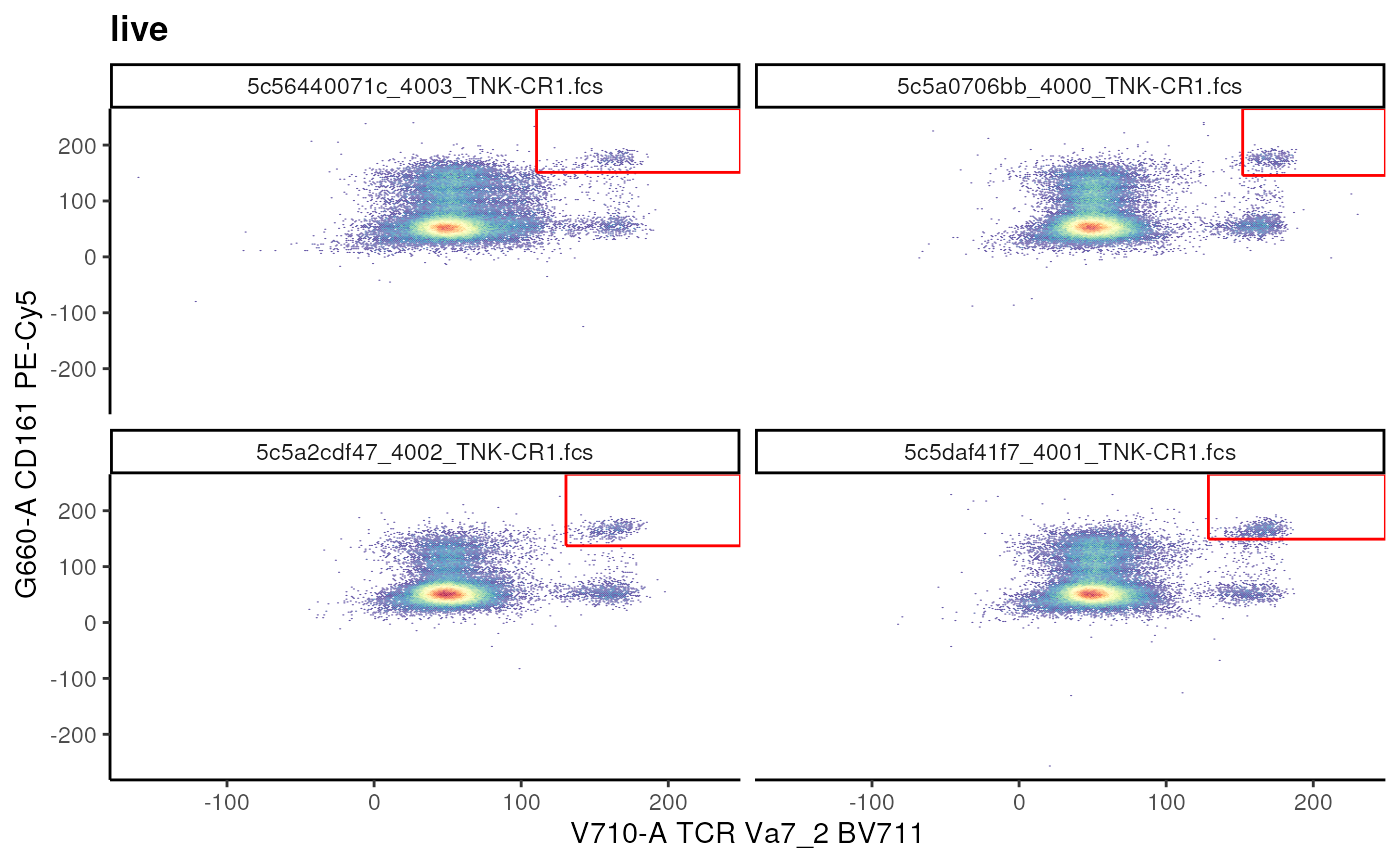 live
5c56440071c_4003_TNK-CR1.fcs
5c5a0706bb_4000_TNK-CR1.fcs
200
100
0
-100
-200
5c5a2cdf47_4002_TNK-CR1.fcs
5c5daf41f7_4001_TNK-CR1.fcs
200
100
0
-100
-200
-100 0 100 200
-100 0 100 200
V710-A TCR Va7_2 BV711
G660-A CD161 PE-Cy5